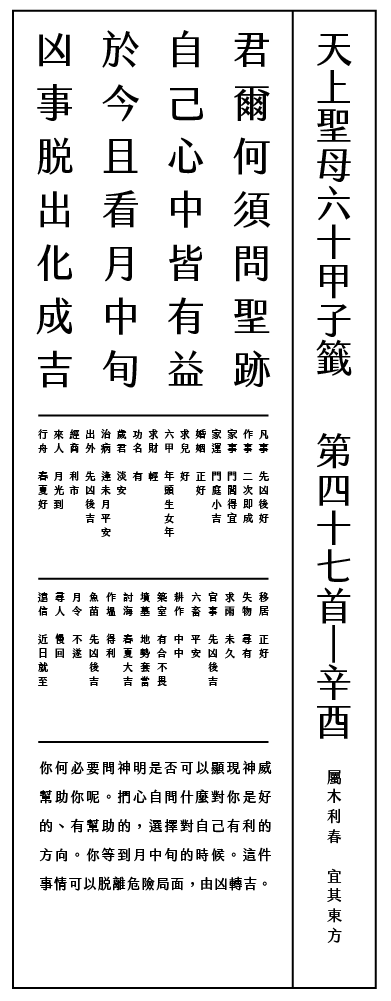 天上聖母六十甲子籤　第四十七首｜辛酉
屬木利春　宜其東方
君爾何須問聖跡
自己心中皆有益
於今且看月中旬
凶事脫出化成吉
凡事　先凶後好
作事　二次即成
家事　門閭得宜
家運　門庭小吉
婚姻　正好
求兒　好
六甲　年頭生女年
求財　輕
功名　有
歲君　淡安
治病　逢未月平安
出外　先凶後吉
經商　利市
來人　月光到
行舟　春夏好
移居　正好
失物　尋有
求雨　未久
官事　先凶後吉
六畜　平安
耕作　中中
築室　有合不畏
墳墓　地勢套當
討海　春夏大吉
作塭　得利
魚苗　先凶後吉
月令　不遂
尋人　慢回
遠信　近日就至
你何必要問神明是否可以顯現神威
幫助你呢。捫心自問什麼對你是好
的、有幫助的，選擇對自己有利的
方向。你等到月中旬的時候。這件
事情可以脫離危險局面，由凶轉吉。